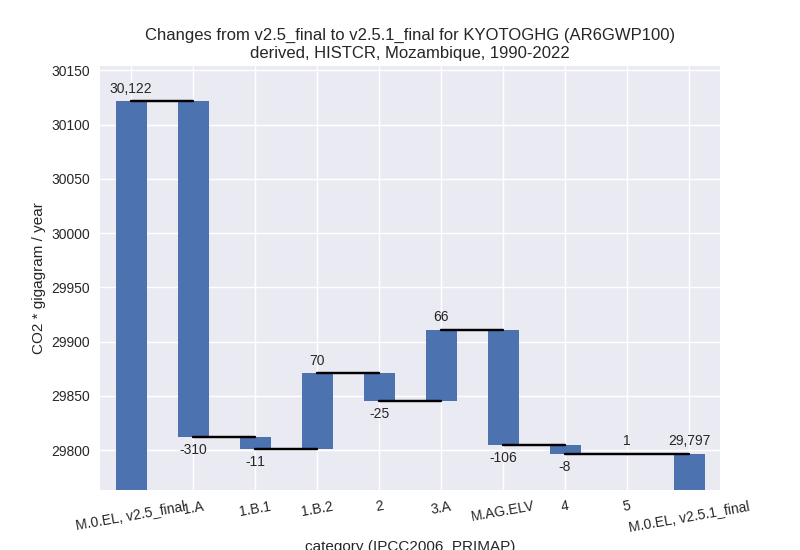 Changes from v2.5_final to v2.5.1_final for KYOTOGHG (AR6GWP100)
derived, HISTCR, Mozambique, 1990-2022
CO2 * gigagram / year
30150
30100
30050
30000
29950
29900
29850
29800
30,122
-310
-11
70
-25
66
-106
-8
1
29,797
M.0.EL, v2.5_final
1.A
1.B.1
1.B.2
2
3.A
M.AG.ELV
4
5
M.0.EL, v2.5.1_final
category (IPCC2006_PRIMAP)